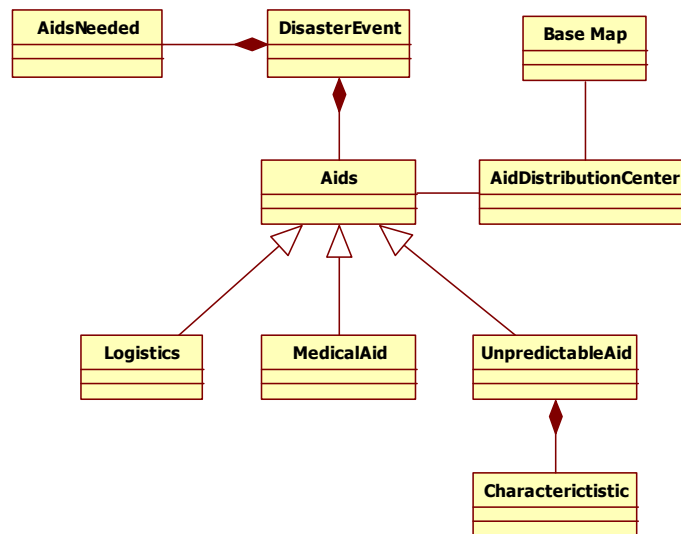 AidsNeeded
DisasterEvent
Base Map
Aids
AidDistributionCenter
Logistics
MedicalAid
UnpredictableAid
Characterictistic